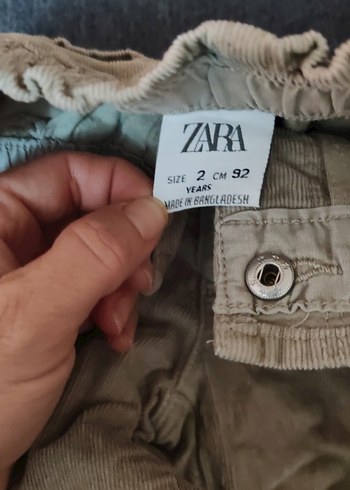 ZARA
SIZE 2 CM 92
YEARS
MADE IN BANGLADESH